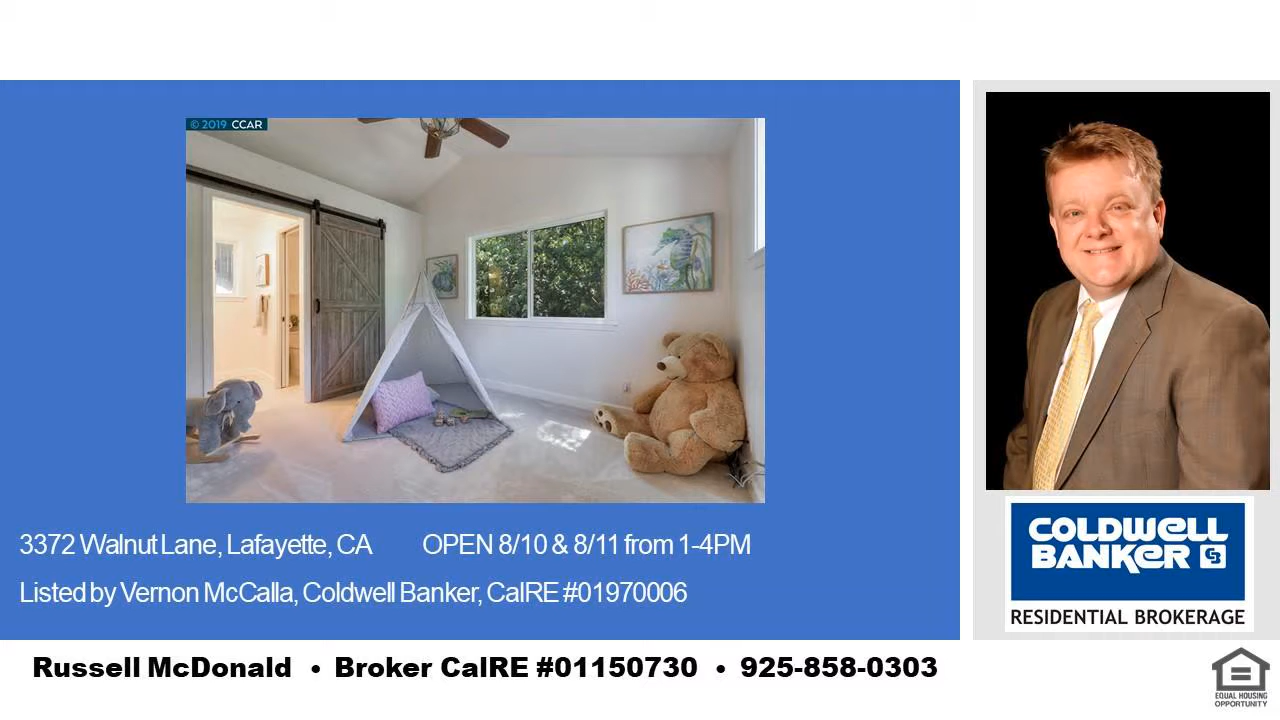 © 2019 CCAR
3372 Walnut Lane, Lafayette, CA OPEN 8/10 & 8/11 from 1-4PM
Listed by Vernon McCalla, Coldwell Banker, CalRE #01970006
COLDWELL
BANKER CB
RESIDENTIAL BROKERAGE
Russell McDonald • Broker CalRE #01150730 • 925-858-0303
EQUAL HOUSING
OPPORTUNITY